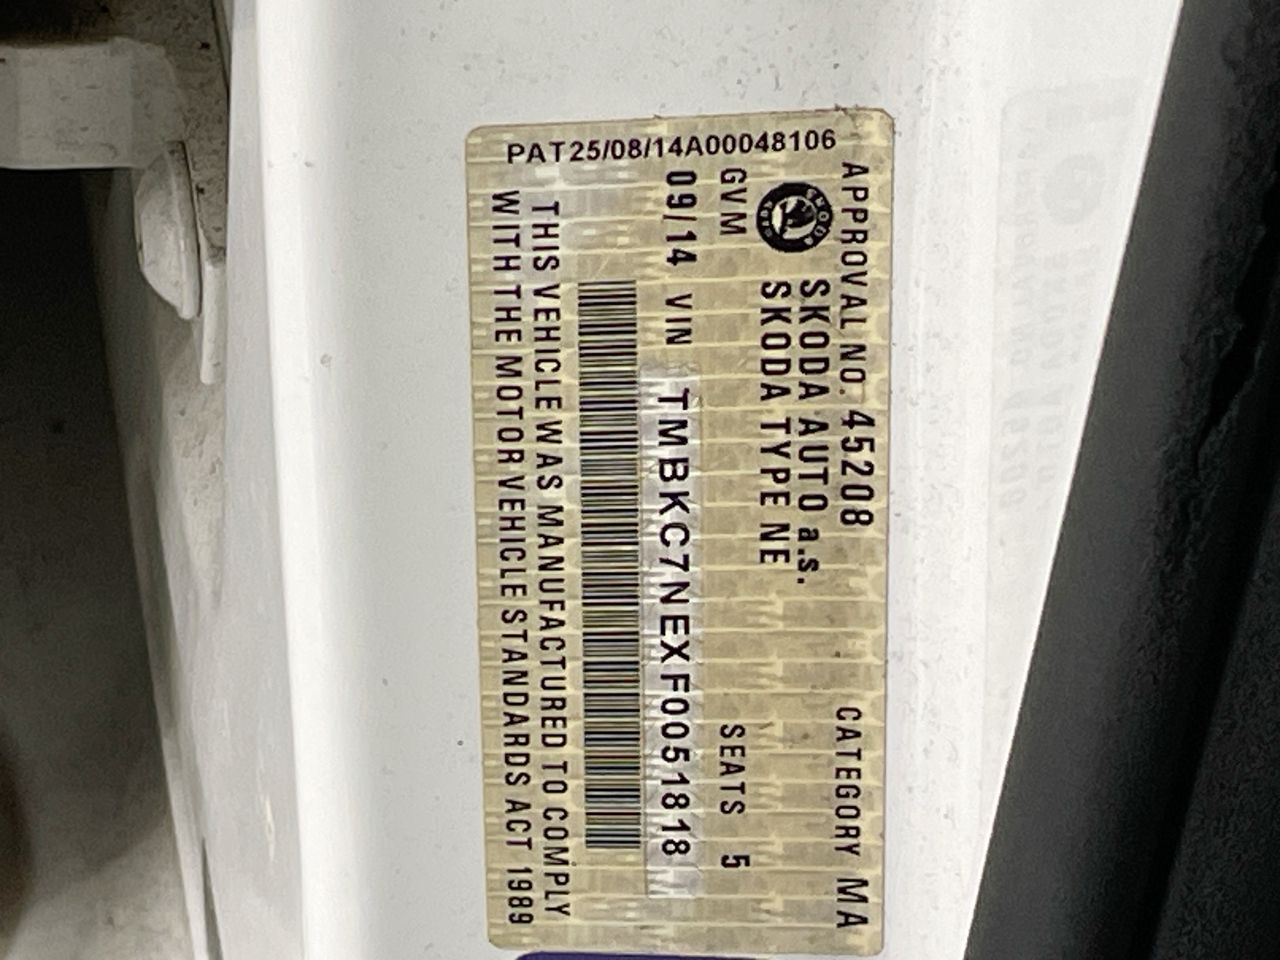 PAT25/08/14A00048106
APPROVAL NO. 45208 CATEGORY MA
SKODA AUTO a.s.
SKODA TYPE NE
GVM SEATS 5
09/14 VIN TMBKC7NEXF0051818
THIS VEHICLE WAS MANUFACTURED TO COMPLY
WITH THE MOTOR VEHICLE STANDARDS ACT 1989